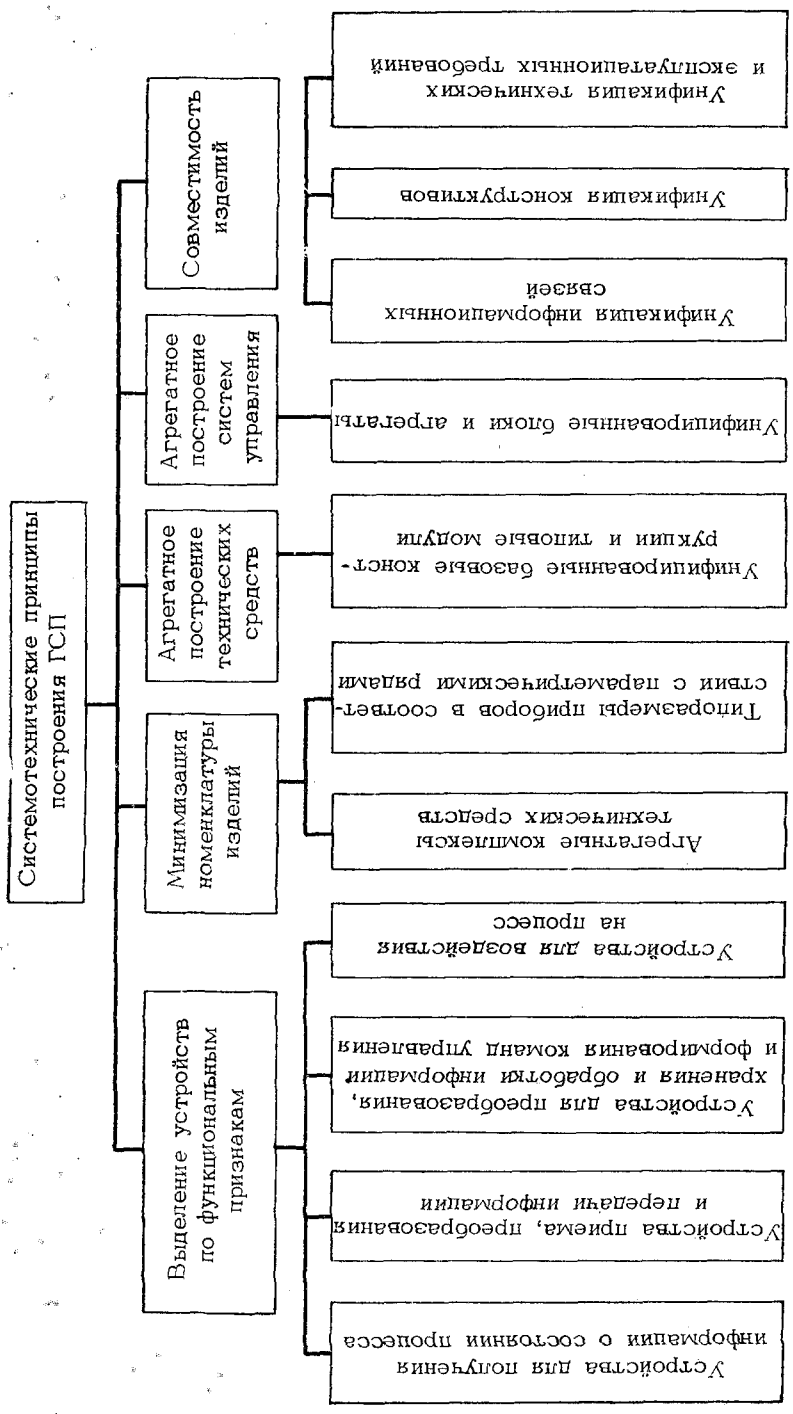 Системотехнические принципы
построения ГСП
Выделение устройств
по функциональным
признакам
Минимизация
номенклатуры
изделий
Агрегатное
построение
технических
средств
Агрегатное
построение
систем
управления
Совместимость
изделий
Устройства для получения
информации о состоянии процесса
Устройства приема, преобразования
и передачи информации
Устройства для преобразования,
хранения и обработки информации
и формирования команд управления
Устройства для воздействия
на процесс
Агрегатные комплексы
технических средств
Типоразмеры приборов в соответ-
ствии с параметрическими рядами
Унифицированные базовые конст-
рукции и типовые модули
Унифицированные блоки и агрегаты
Унификация информационных
связей
Унификация конструктивов
Унификация технических
и эксплуатационных требований